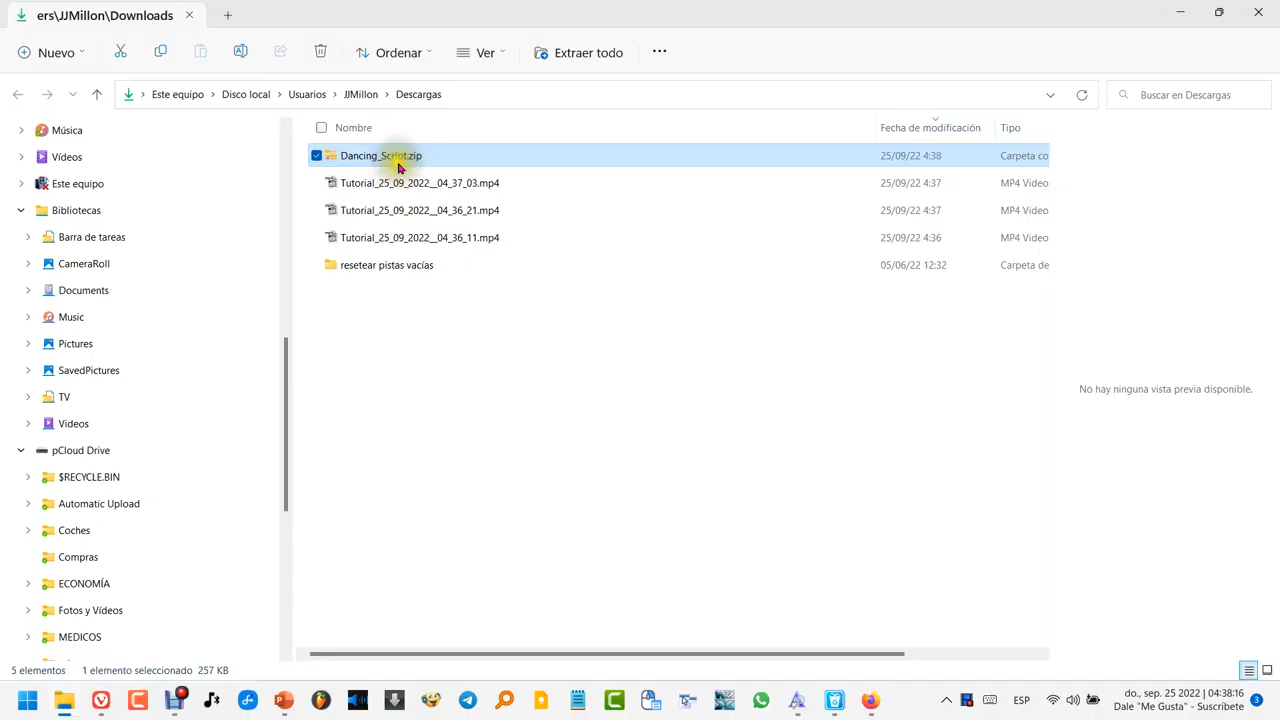 ers\JJMillon\Downloads
Nuevo
Ordenar
Ver
Extraer todo
Este equipo
Disco local
Usuarios
JJMillon
Descargas
Buscar en Descargas
Nombre
Fecha de modificación
Tipo
Dancing_Script.zip
25/09/22 4:38
Carpeta co
Tutorial_25_09_2022__04_37_03.mp4
25/09/22 4:37
MP4 Video
Tutorial_25_09_2022__04_36_21.mp4
25/09/22 4:37
MP4 Video
Tutorial_25_09_2022__04_36_11.mp4
25/09/22 4:36
MP4 Video
resetear pistas vacías
05/06/22 12:32
Carpeta de
Música
Vídeos
Este equipo
Bibliotecas
Barra de tareas
CameraRoll
Documents
Music
Pictures
SavedPictures
TV
Videos
pCloud Drive
$RECYCLE.BIN
Automatic Upload
Coches
Compras
ECONOMÍA
Fotos y Vídeos
MEDICOS
No hay ninguna vista previa disponible.
5 elementos
1 elemento seleccionado 257 KB
ESP
do., sep. 25 2022 | 04:38:16
Dale "Me Gusta" - Suscríbete
3